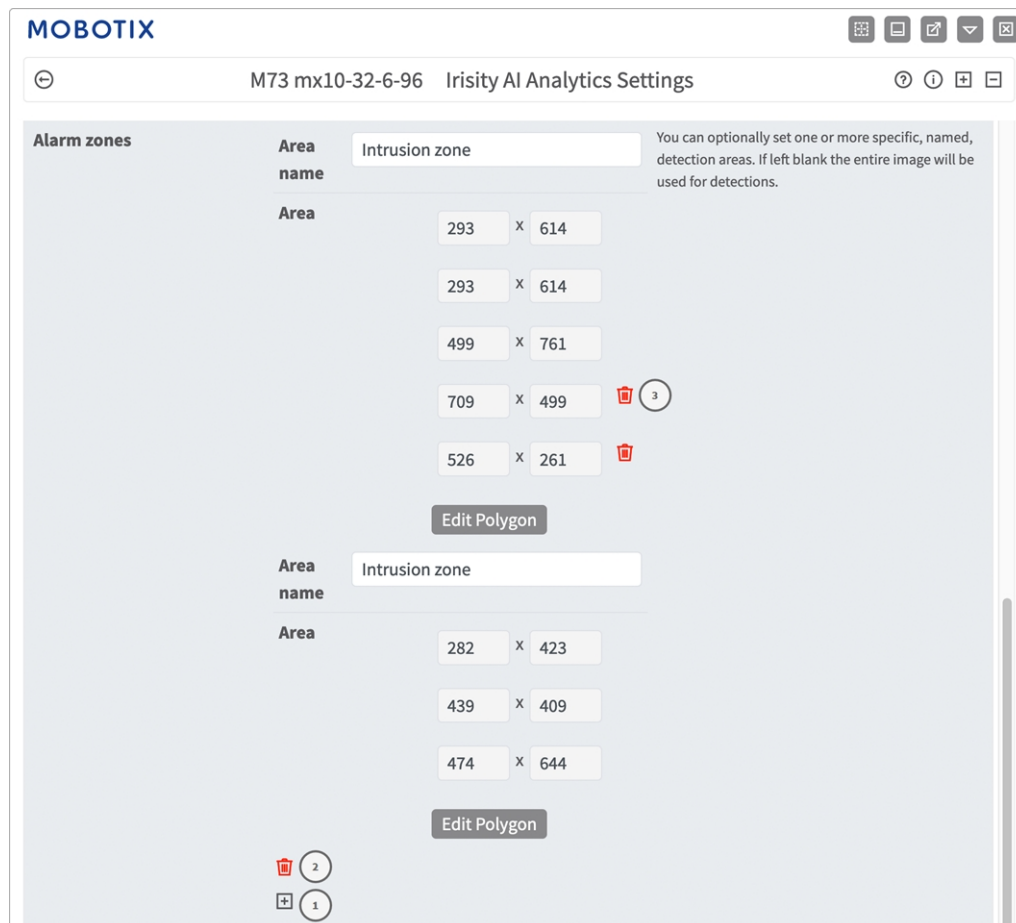 MOBOTIX
M73 mx10-32-6-96 Irisity AI Analytics Settings
Alarm zones
Area name
Intrusion zone
You can optionally set one or more specific, named,
detection areas. If left blank the entire image will be
used for detections.
Area
293 x 614
293 x 614
499 x 761
709 x 499
3
526 x 261
Edit Polygon
Area name
Intrusion zone
Area
282 x 423
439 x 409
474 x 644
Edit Polygon
2
1